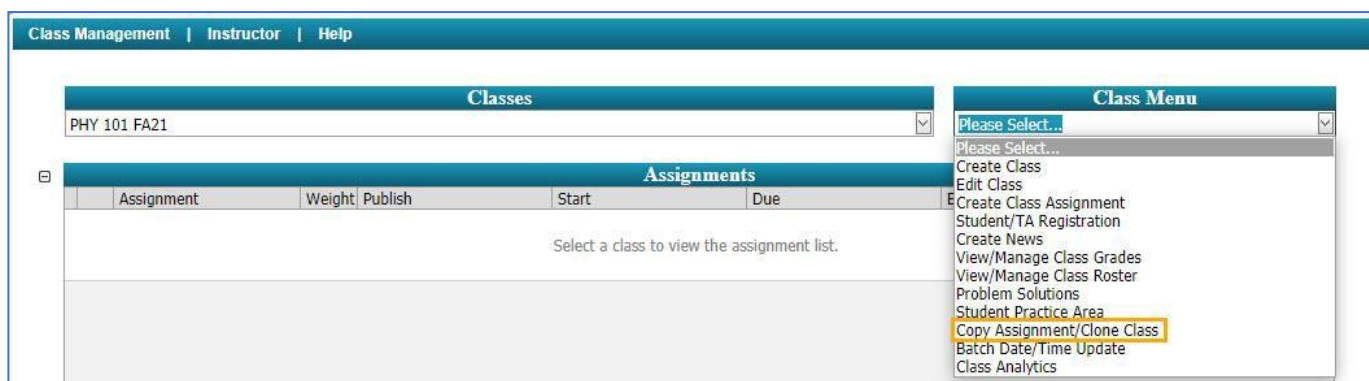 Class Management | Instructor | Help
Classes
Class Menu
PHY 101 FA21
Please Select...
Please Select...
Create Class
Edit Class
Create Class Assignment
Student/TA Registration
Create News
View/Manage Class Grades
View/Manage Class Roster
Problem Solutions
Student Practice Area
Copy Assignment/Clone Class
Batch Date/Time Update
Class Analytics
Assignments
Assignment Weight Publish Start Due
Select a class to view the assignment list.